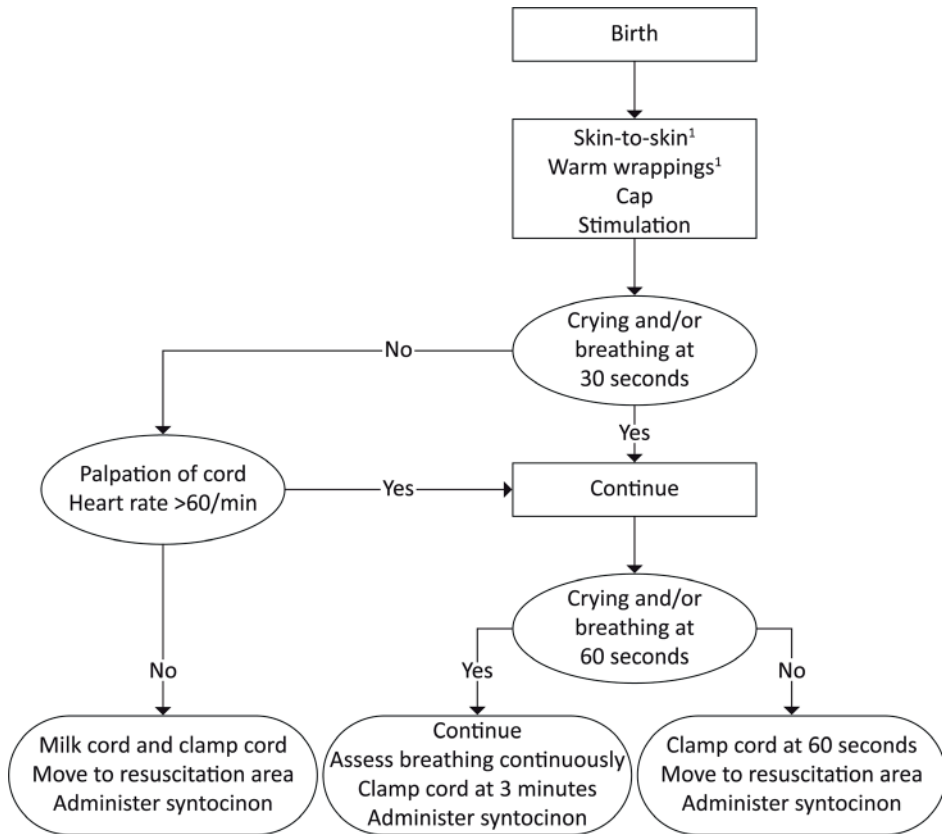 Birth
Skin-to-skin¹
Warm wrappings¹
Cap
Stimulation
Crying and/or
breathing at
30 seconds
No
Yes
Palpation of cord
Heart rate >60/min
Yes
Continue
Crying and/or
breathing at
60 seconds
No
Yes
No
Milk cord and clamp cord
Move to resuscitation area
Administer syntocinon
Continue
Assess breathing continuously
Clamp cord at 3 minutes
Administer syntocinon
Clamp cord at 60 seconds
Move to resuscitation area
Administer syntocinon